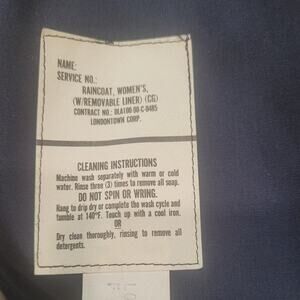 NAME:
SERVICE NO.:
RAINCOAT, WOMEN'S,
(W/REMOVABLE LINER) (CG)
CONTRACT NO.: DLAT00-90-C-0485
LONDONTOWN CORP.
CLEANING INSTRUCTIONS
Machine wash separately with warm or cold
water. Rinse three (3) times to remove all soap.
DO NOT SPIN OR WRING.
Hang to drip dry or complete the wash cycle and
tumble at 140°F. Touch up with a cool iron.
OR
Dry clean thoroughly, rinsing to remove all
detergents.